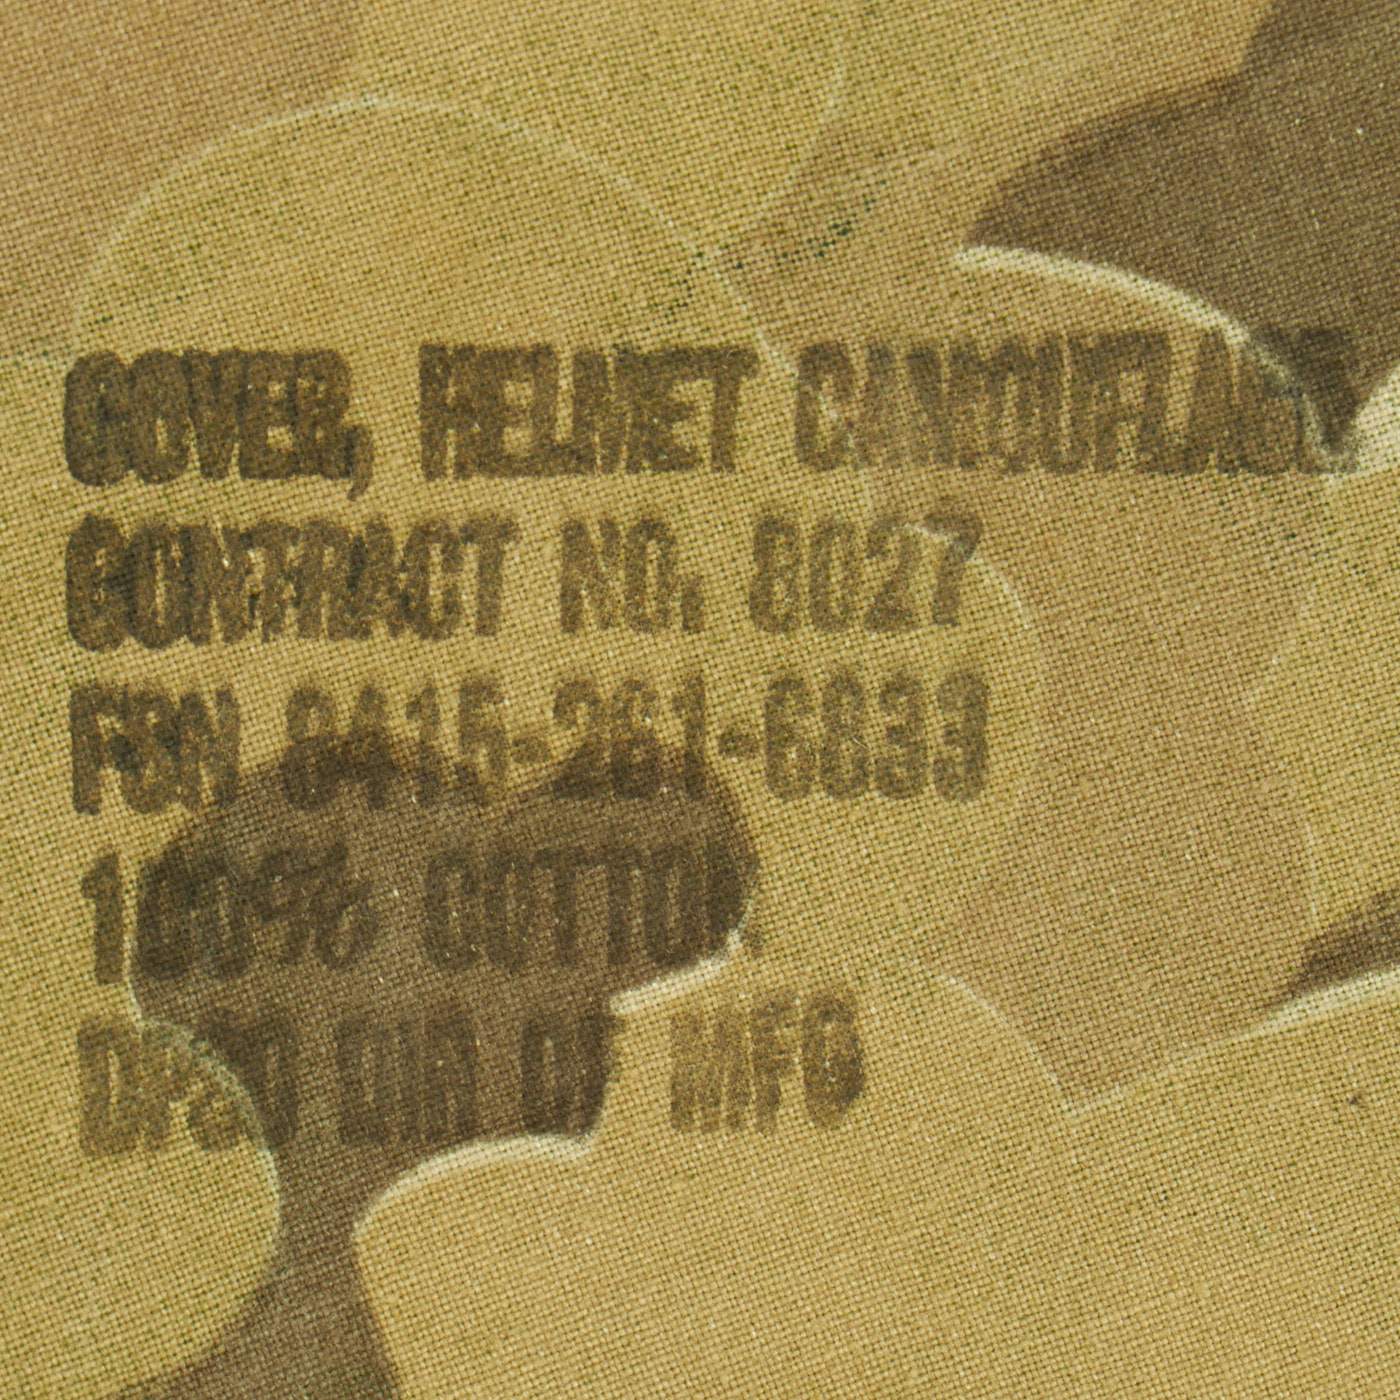 COVER, HELMET CAMOUFLAGE
CONTRACT NO. 8027
FSN 8415-261-6833
100% COTTON
OF MFG